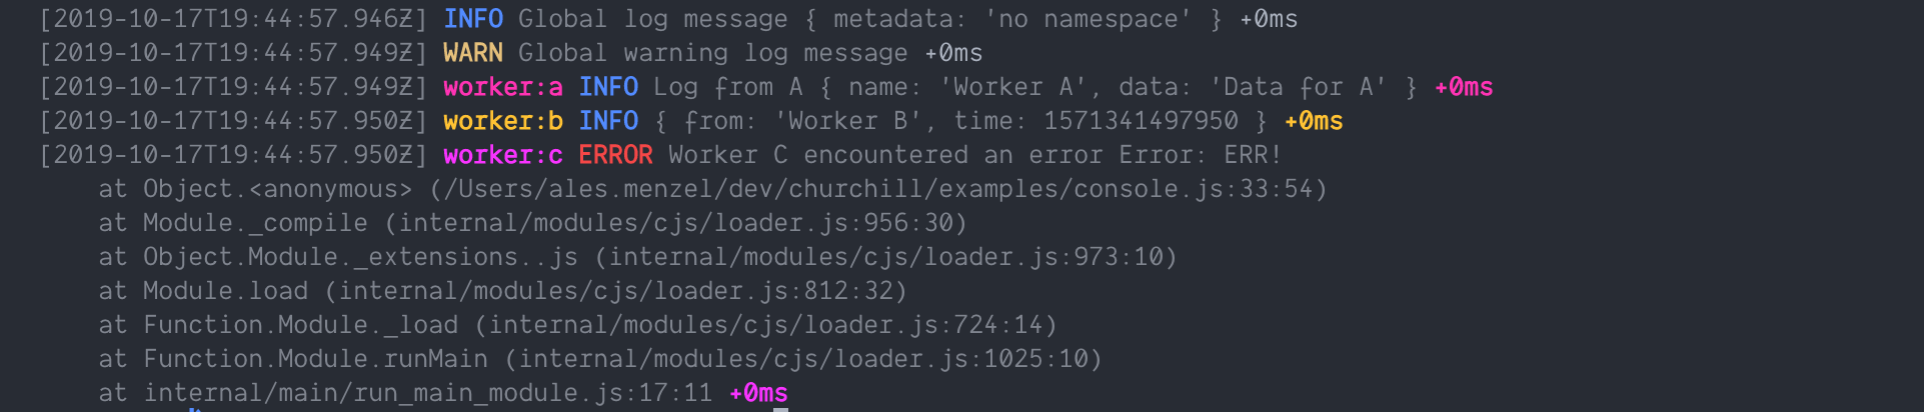 [2019-10-17T19:44:57.946Z] INFO Global log message { metadata: 'no namespace' } +0ms
[2019-10-17T19:44:57.949Z] WARN Global warning log message +0ms
[2019-10-17T19:44:57.949Z] worker:a INFO Log from A { name: 'Worker A', data: 'Data for A' } +0ms
[2019-10-17T19:44:57.950Z] worker:b INFO { from: 'Worker B', time: 1571341497950 } +0ms
[2019-10-17T19:44:57.950Z] worker:c ERROR Worker C encountered an error Error: ERR!
at Object.<anonymous> (/Users/ales.menzel/dev/churchill/examples/console.js:33:54)
at Module._compile (internal/modules/cjs/loader.js:956:30)
at Object.Module._extensions..js (internal/modules/cjs/loader.js:973:10)
at Module.load (internal/modules/cjs/loader.js:812:32)
at Function.Module._load (internal/modules/cjs/loader.js:724:14)
at Function.Module.runMain (internal/modules/cjs/loader.js:1025:10)
at internal/main/run_main_module.js:17:11 +0ms